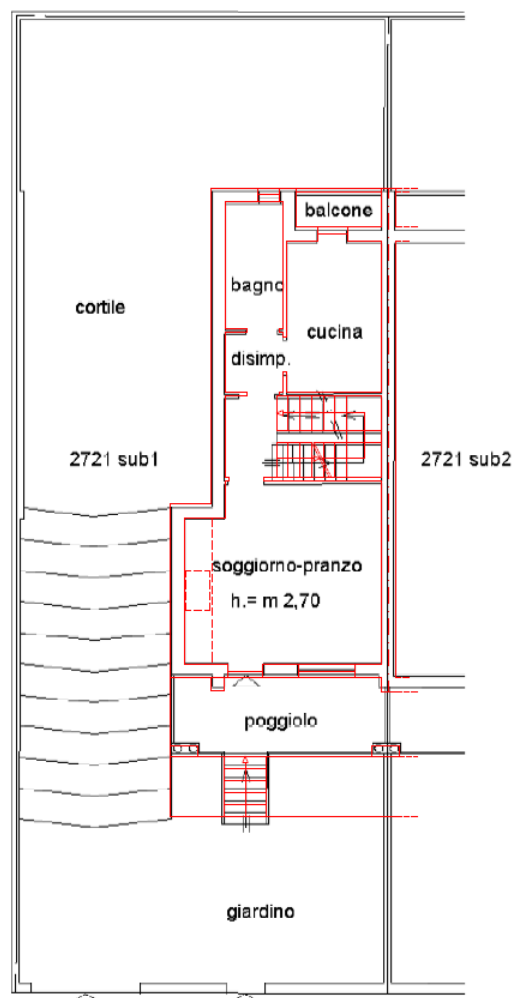 balcone
bagno
cortile
cucina
disimp.
2721 sub1
2721 sub2
soggiorno-pranzo
h.= m 2,70
poggiolo
giardino